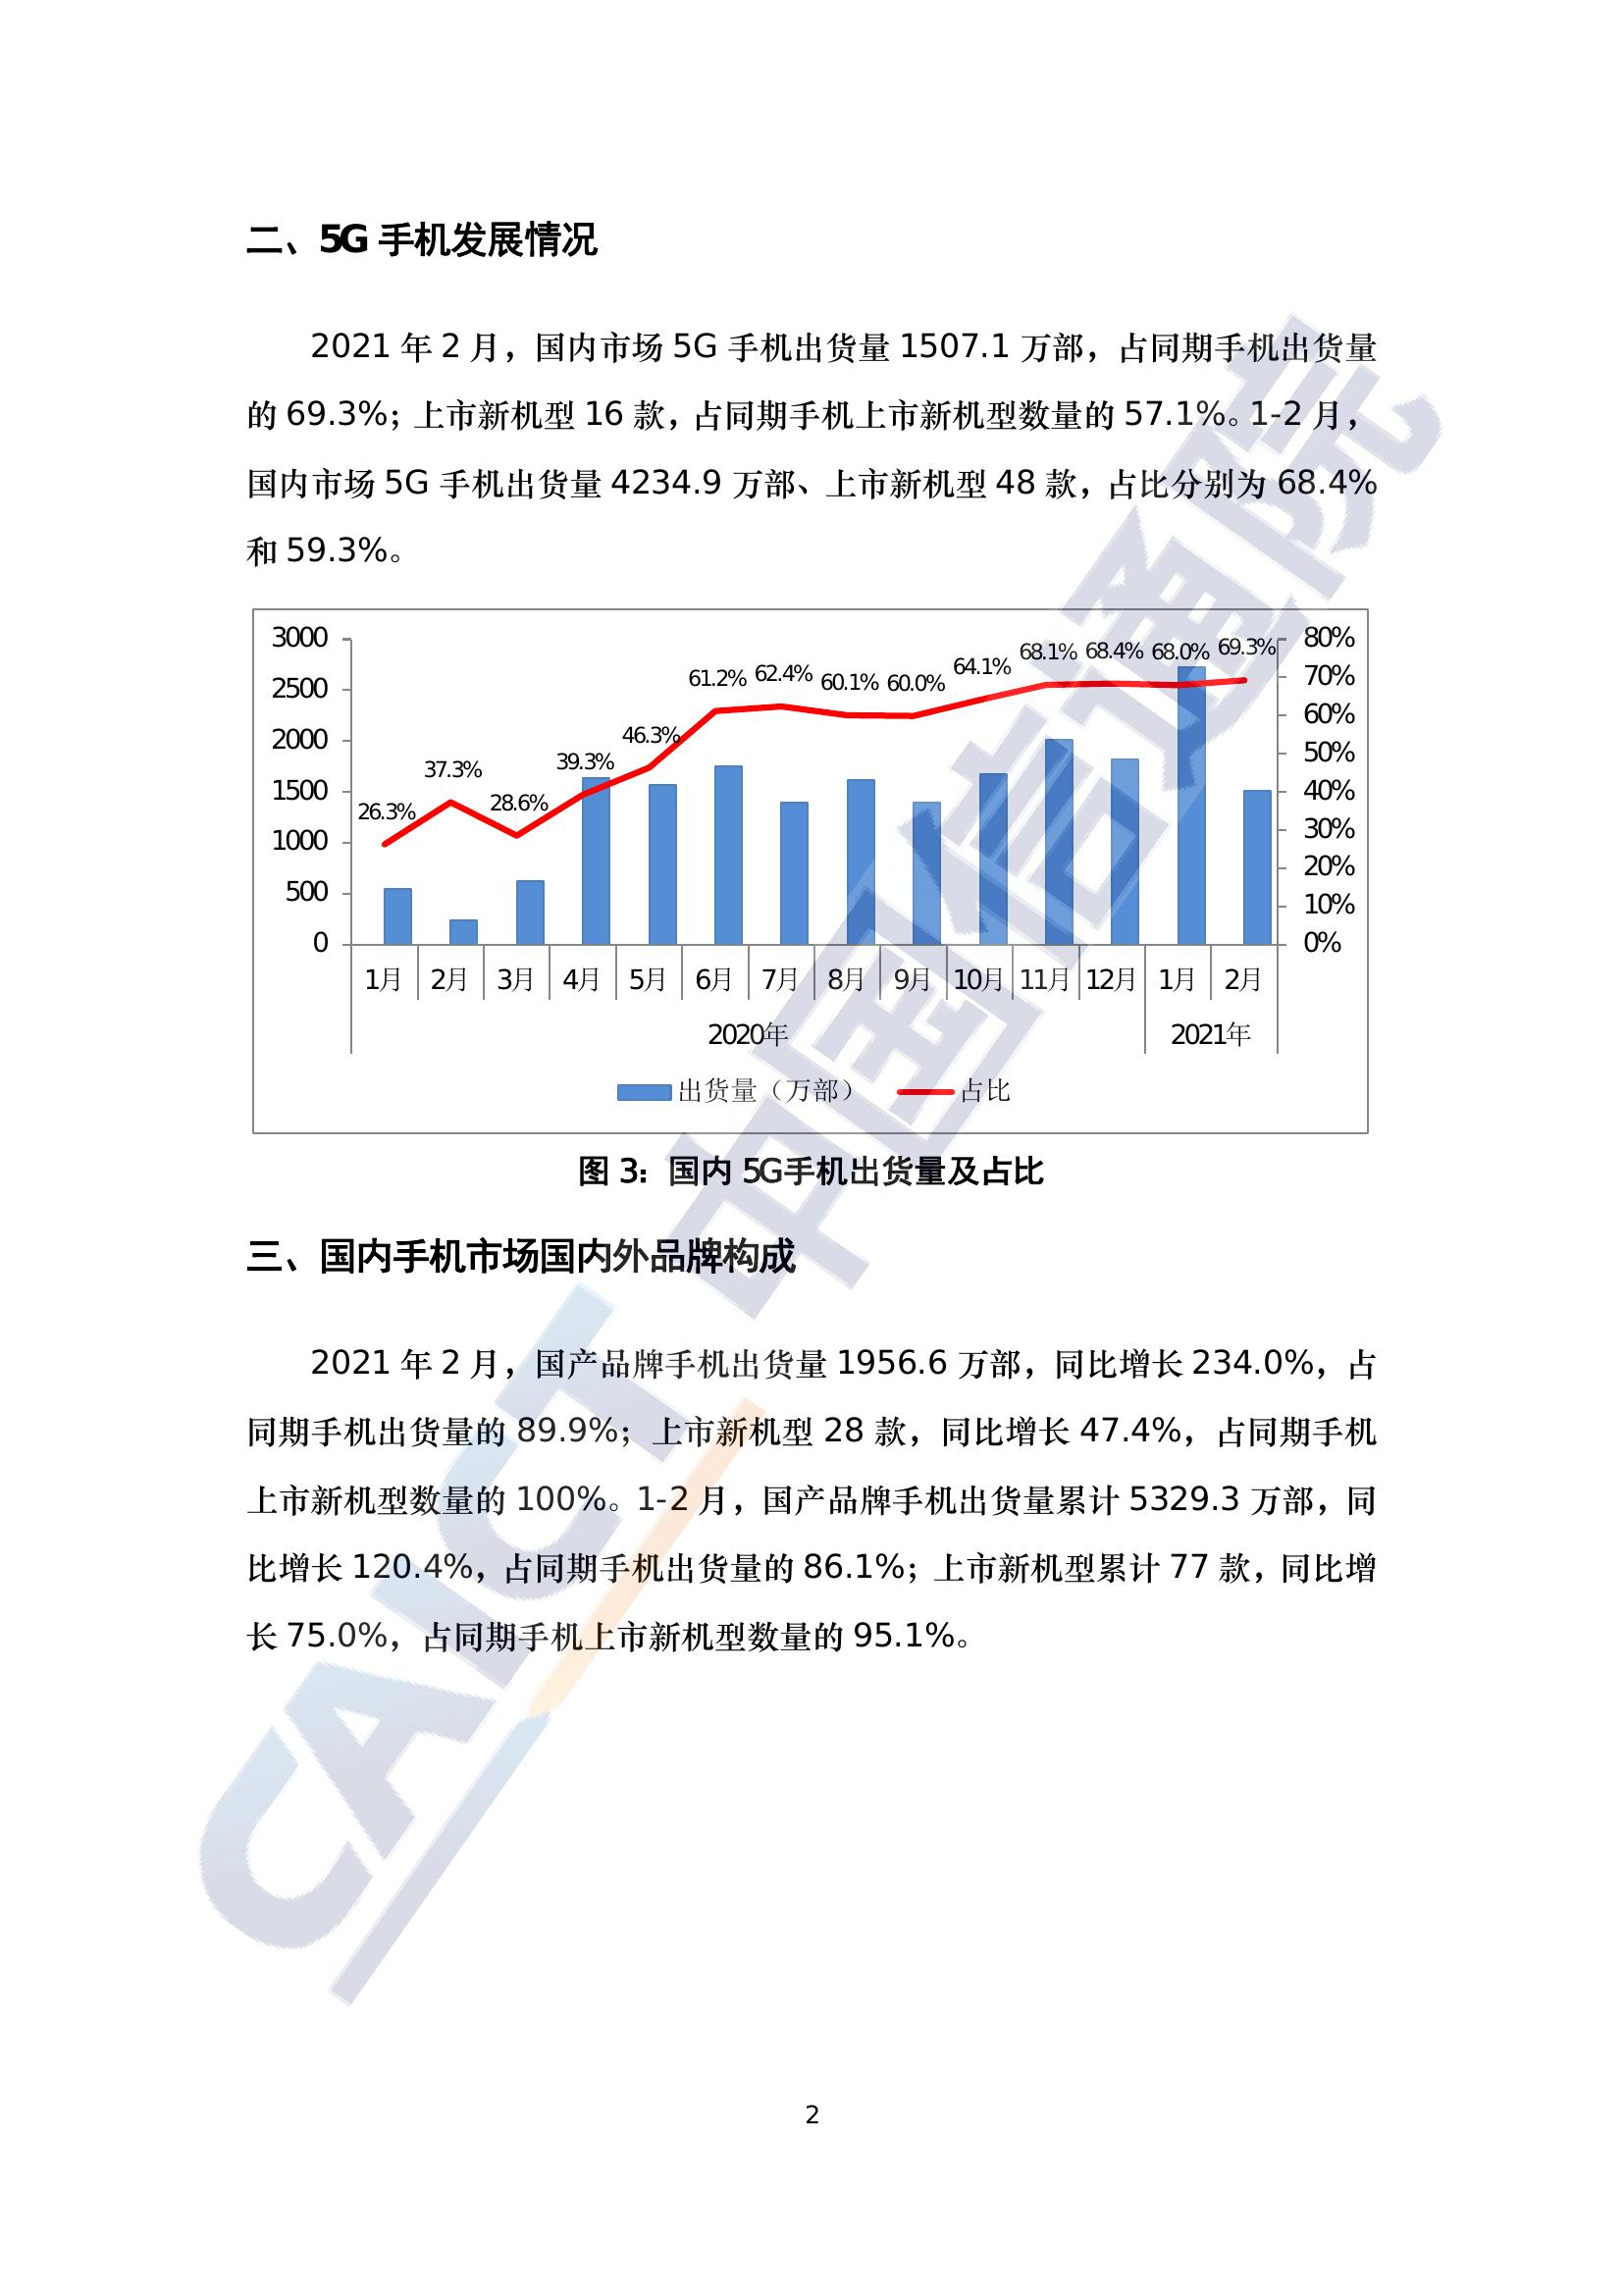 二、5G 手机发展情况
2021 年 2 月，国内市场 5G 手机出货量 1507.1 万部，占同期手机出货量
的 69.3%；上市新机型 16 款，占同期手机上市新机型数量的 57.1%。1-2 月，
国内市场 5G 手机出货量 4234.9 万部、上市新机型 48 款，占比分别为 68.4%
和 59.3%。
3000
2500
2000
1500
1000
500
0
26.3%
37.3%
28.6%
39.3%
46.3%
61.2%
62.4%
60.1%
60.0%
64.1%
68.1%
68.4%
68.0%
69.3%
80%
70%
60%
50%
40%
30%
20%
10%
0%
1月 2月 3月 4月 5月 6月 7月 8月 9月 10月 11月 12月 1月 2月
2020年 2021年
出货量（万部） 占比
图 3： 国内 5G手机出货量及占比
三、国内手机市场国内外品牌构成
2021 年 2 月，国产品牌手机出货量 1956.6 万部，同比增长 234.0%，占
同期手机出货量的 89.9%；上市新机型 28 款，同比增长 47.4%，占同期手机
上市新机型数量的 100%。1-2 月，国产品牌手机出货量累计 5329.3 万部，同
比增长 120.4%，占同期手机出货量的 86.1%；上市新机型累计 77 款，同比增
长 75.0%，占同期手机上市新机型数量的 95.1%。
CAICT 中国信通院
2